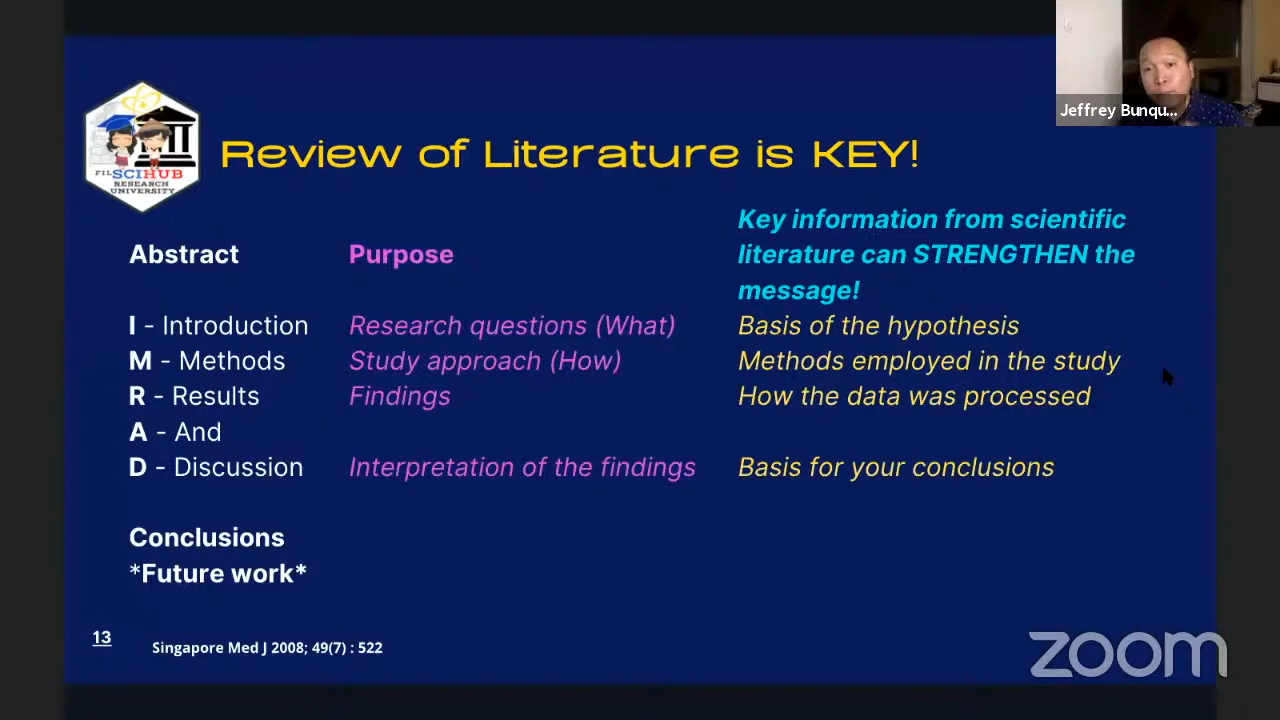 Jeffrey Bunqu...
FILSCIHUB
RESEARCH
UNIVERSITY
Review of Literature is KEY!
Abstract Purpose Key information from scientific
literature can STRENGTHEN the
message!
I - Introduction Research questions (What) Basis of the hypothesis
M - Methods Study approach (How) Methods employed in the study
R - Results Findings How the data was processed
A - And
D - Discussion Interpretation of the findings Basis for your conclusions
Conclusions
*Future work*
13 Singapore Med J 2008; 49(7) : 522
zoom